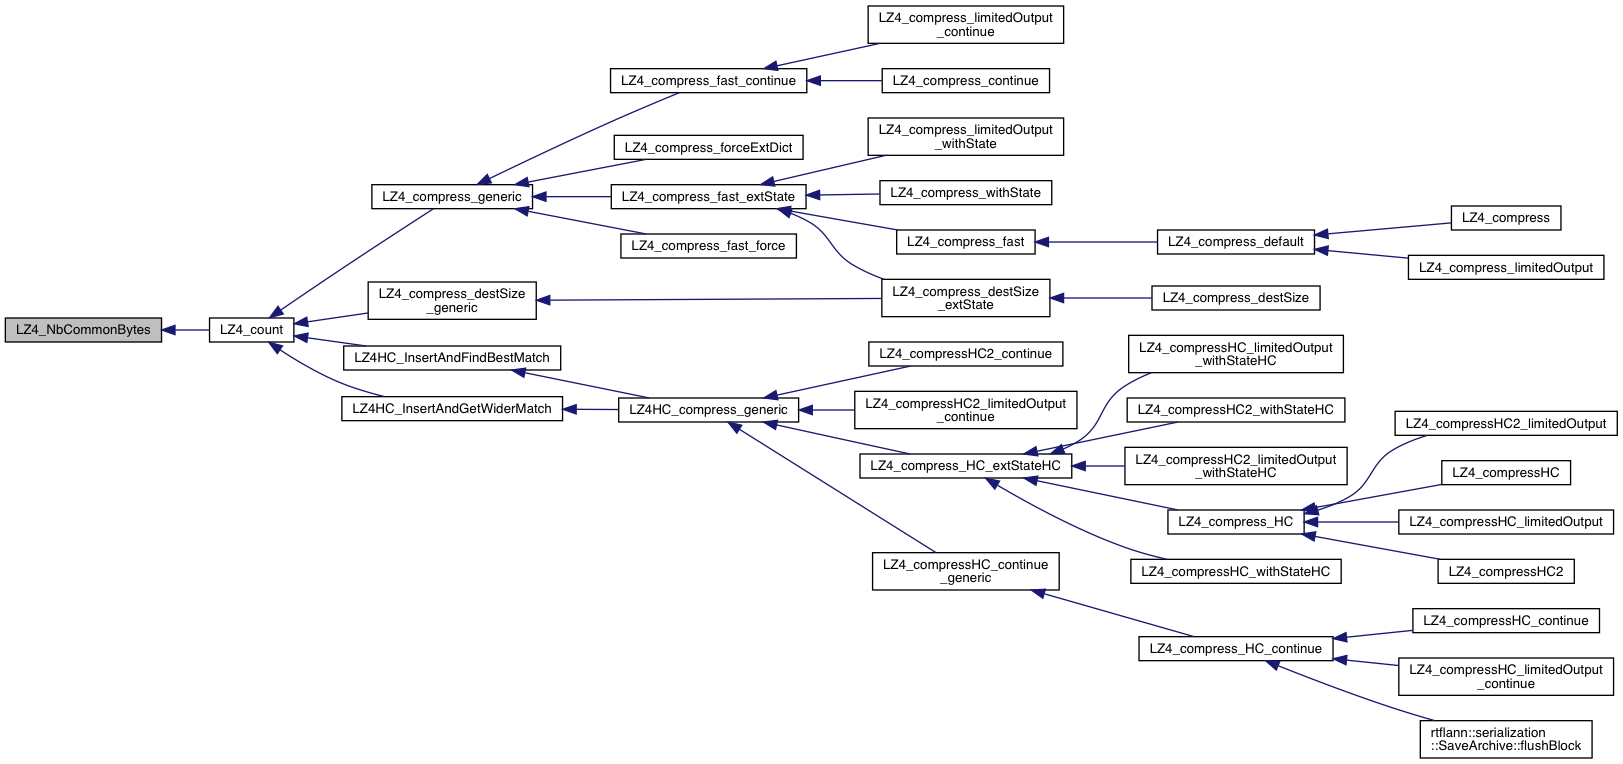 LZ4_compress_limitedOutput
_continue
LZ4_compress_fast_continue
LZ4_compress_continue
LZ4_compress_limitedOutput
_withState
LZ4_compress_forceExtDict
LZ4_compress_generic
LZ4_compress_fast_extState
LZ4_compress_withState
LZ4_compress_fast_force
LZ4_compress_fast
LZ4_compress_default
LZ4_compress
LZ4_compress_limitedOutput
LZ4_compress_destSize
_generic
LZ4_compress_destSize
_extState
LZ4_compress_destSize
LZ4_NbCommonBytes
LZ4_count
LZ4HC_InsertAndFindBestMatch
LZ4HC_InsertAndGetWiderMatch
LZ4_compressHC2_continue
LZ4HC_compress_generic
LZ4_compressHC2_limitedOutput
_continue
LZ4_compressHC_limitedOutput
_withStateHC
LZ4_compressHC2_withStateHC
LZ4_compress_HC_extStateHC
LZ4_compressHC2_limitedOutput
_withStateHC
LZ4_compressHC2_limitedOutput
LZ4_compressHC
LZ4_compress_HC
LZ4_compressHC_limitedOutput
LZ4_compressHC2
LZ4_compressHC_continue
_generic
LZ4_compressHC_withStateHC
LZ4_compress_HC_continue
LZ4_compressHC_continue
LZ4_compressHC_limitedOutput
_continue
rtflann::serialization
::SaveArchive::flushBlock